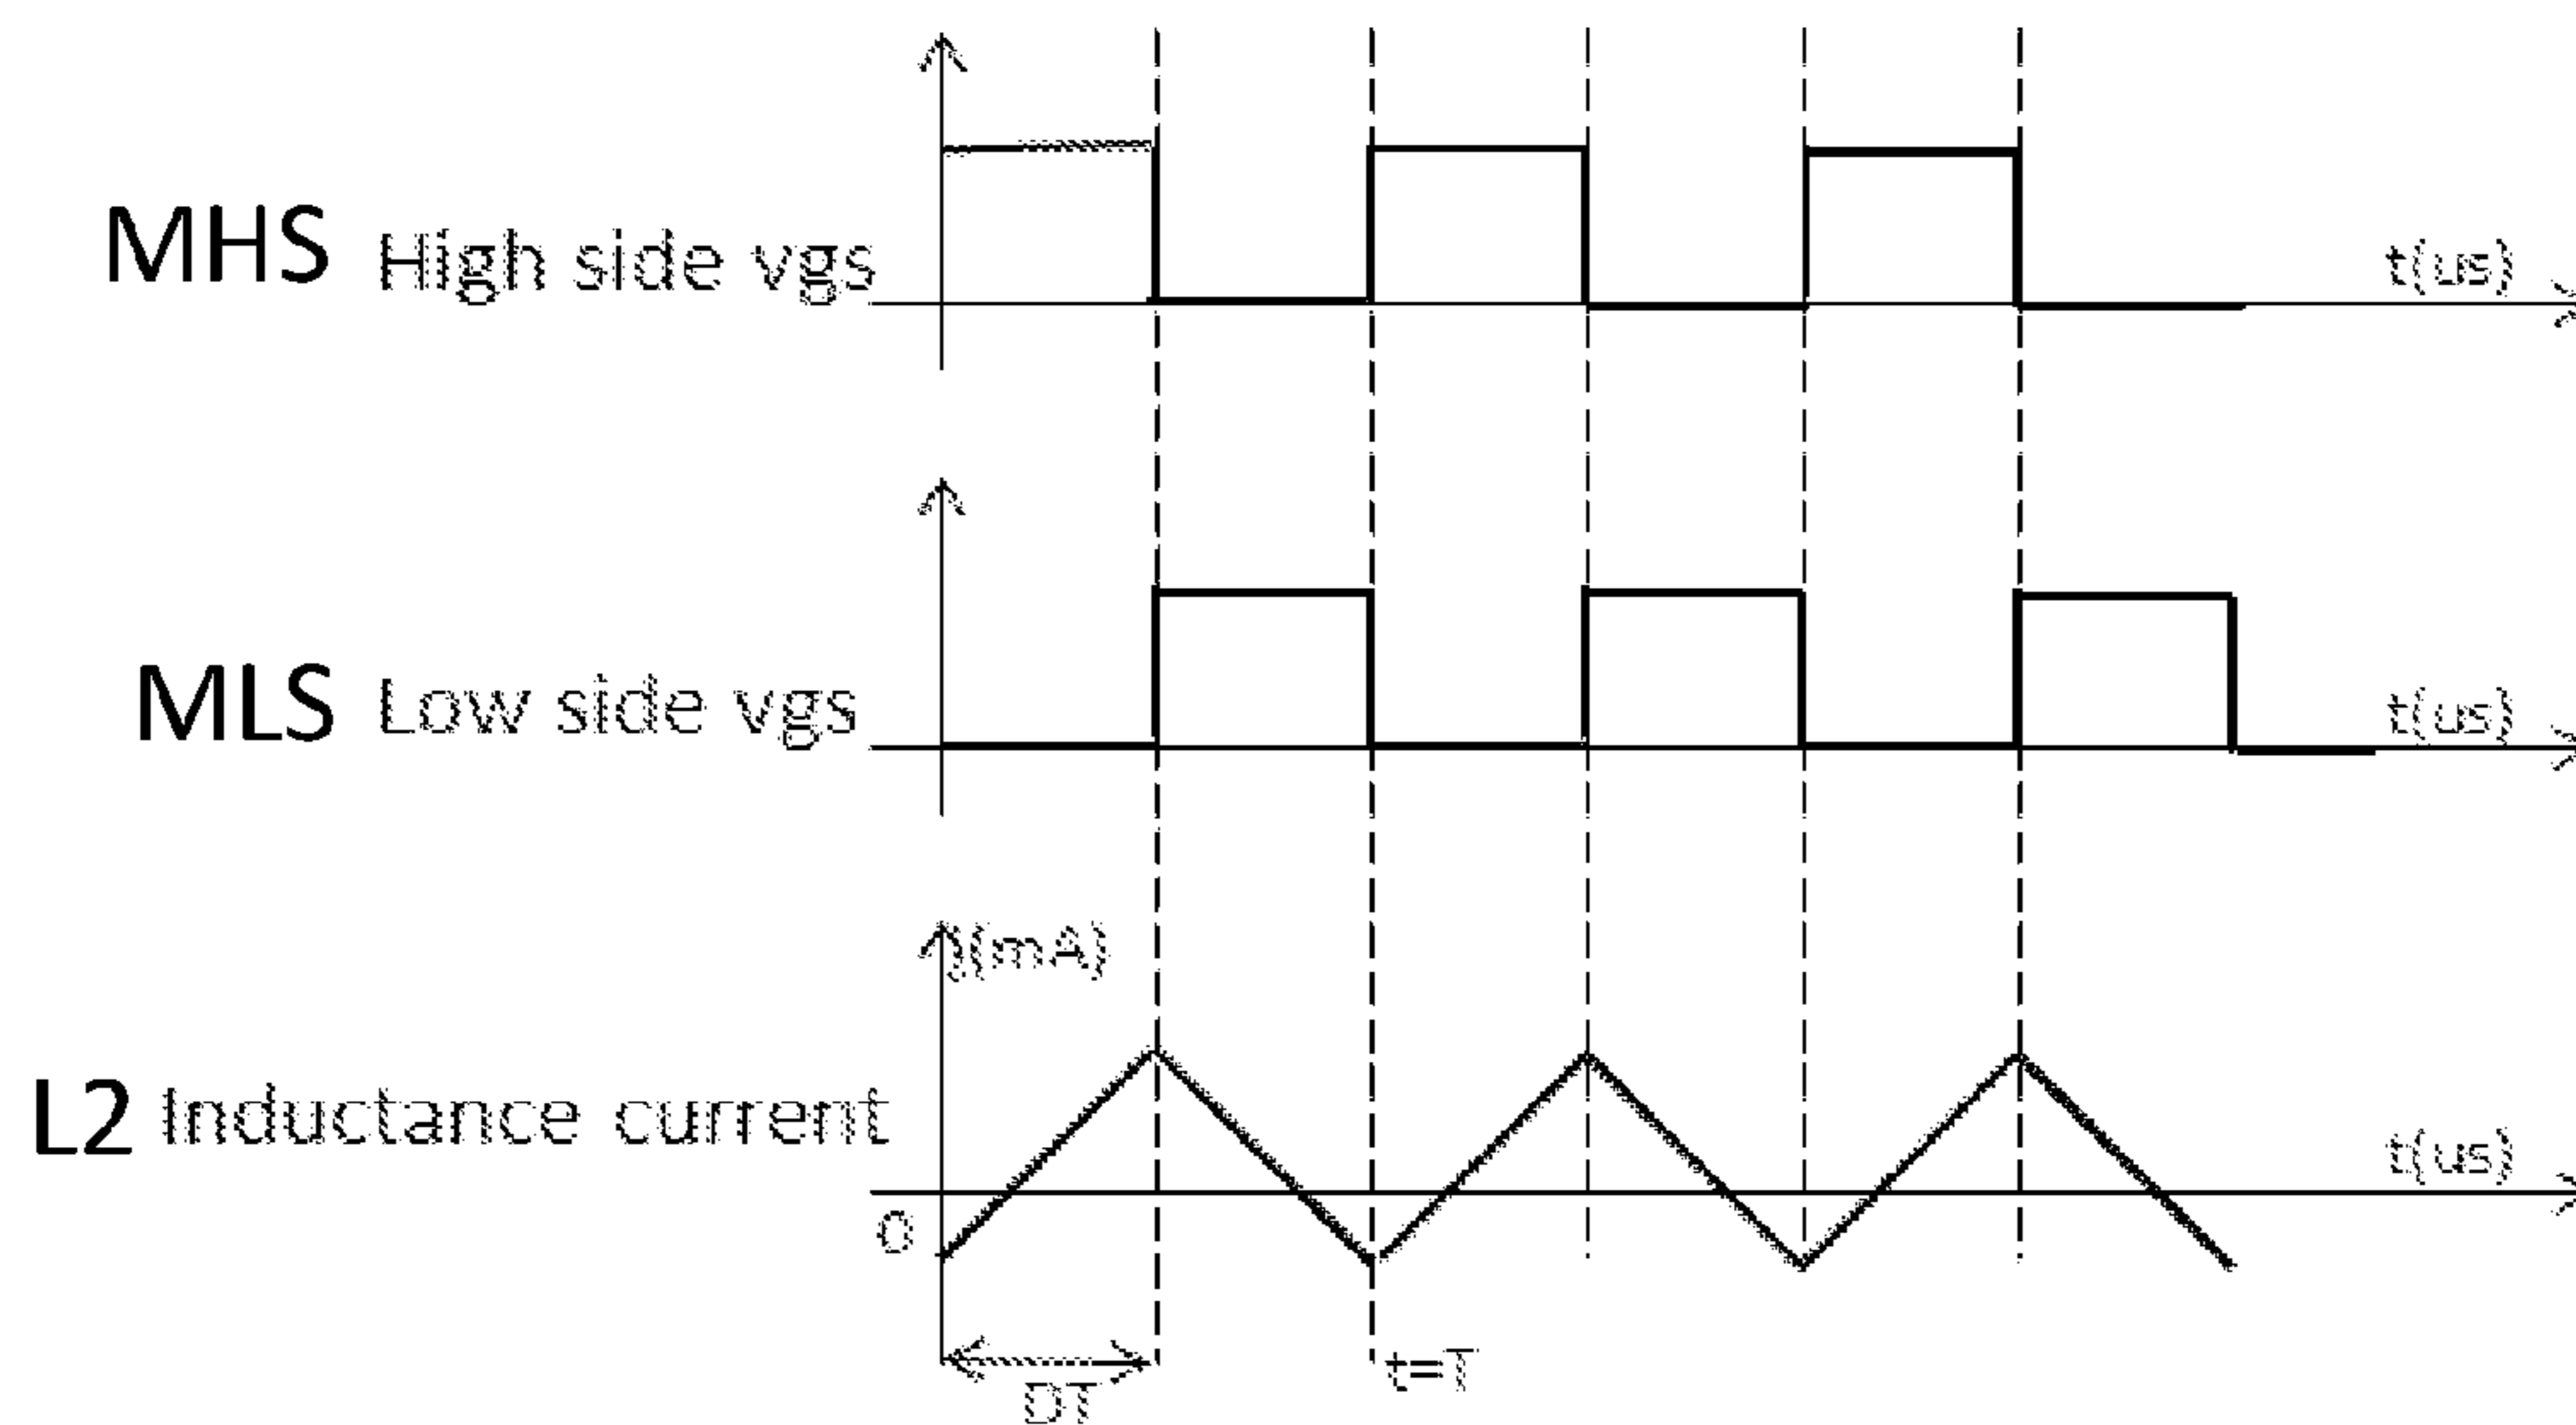 MHS High side vgs
t(us)
MLS Low side vgs
t(us)
I(mA)
L2 Inductance current
t(us)
0
DT
t=T